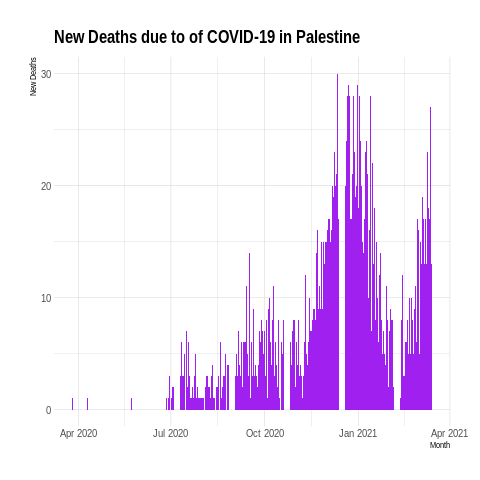 New Deaths due to of COVID-19 in Palestine
New Deaths
30
20
10
0
Apr 2020 Jul 2020 Oct 2020 Jan 2021 Apr 2021
Month